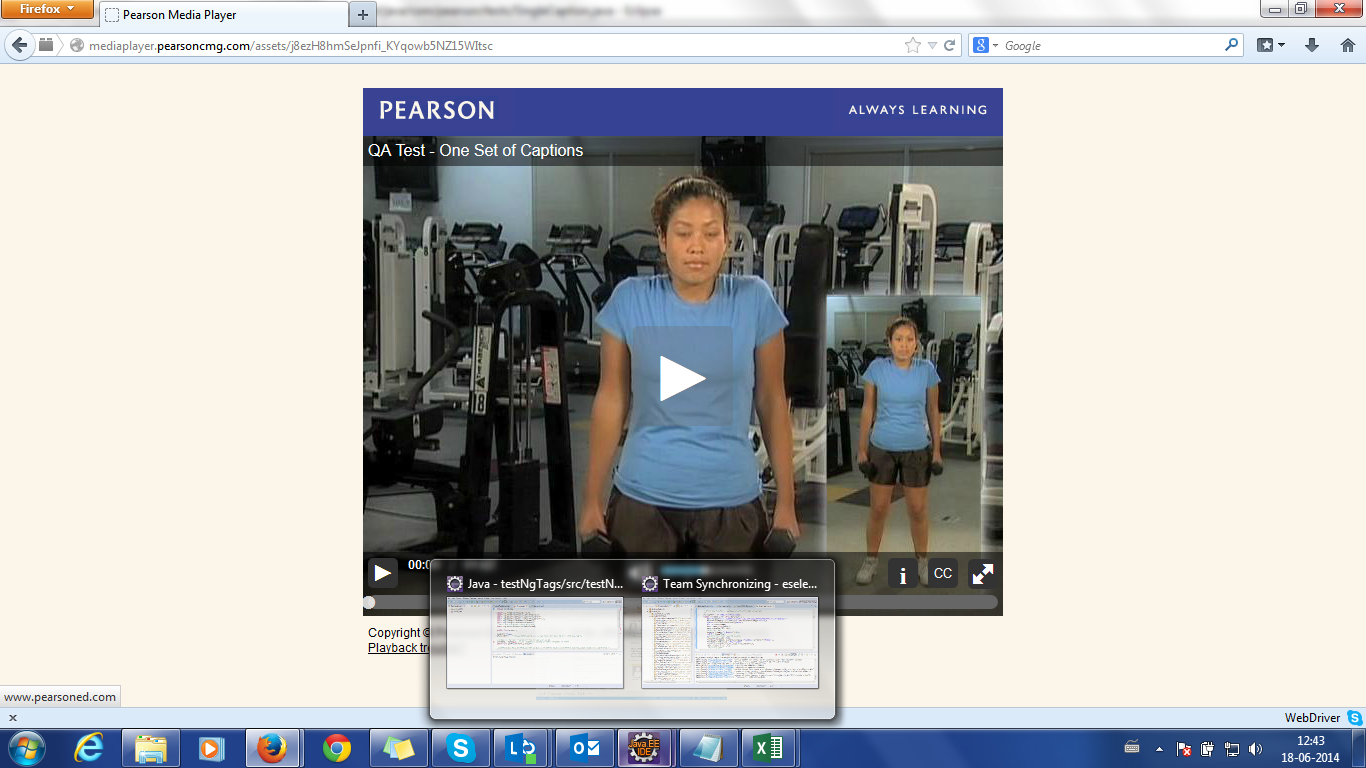 Firefox
Pearson Media Player
mediaplayer.pearsoncmg.com/assets/j8ezH8hmSeJpnfi_KYqowb5NZ15WItsc
Google
PEARSON
ALWAYS LEARNING
QA Test - One Set of Captions
18
00:0
i
CC
Java - testNgTags/src/testN...
Team Synchronizing - esele...
Copyright ©
Playback tr
www.pearsoned.com
x
WebDriver
Java EE
IDE
12:43
18-06-2014